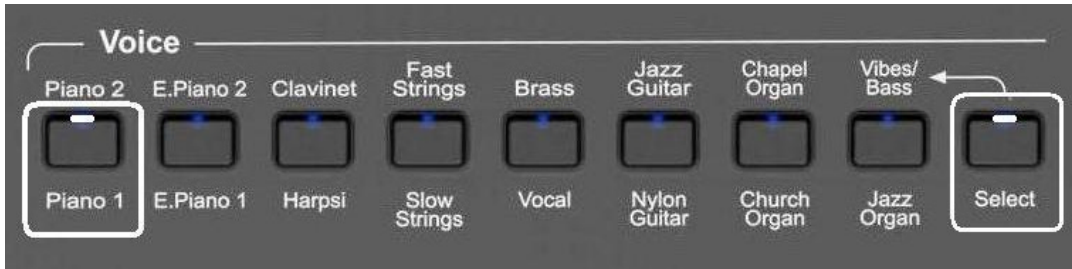 Voice
Piano 2 E.Piano 2 Clavinet Fast Strings Brass Jazz Guitar Chapel Organ Vibes/ Bass
Piano 1 E.Piano 1 Harpsi Slow Strings Vocal Nylon Guitar Church Organ Jazz Organ Select